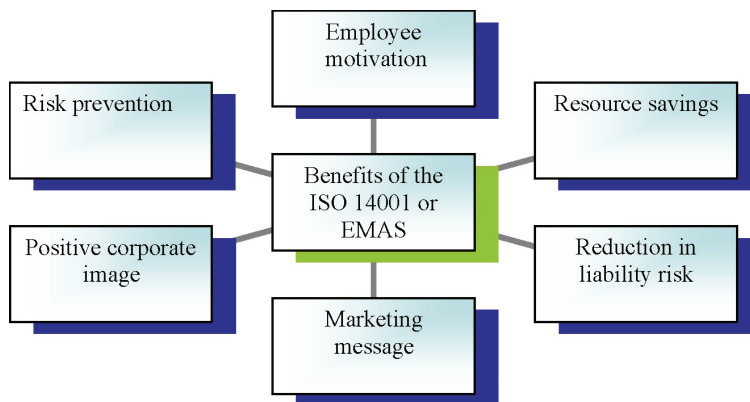 Employee
motivation
Risk prevention
Resource savings
Benefits of the
ISO 14001 or
EMAS
Positive corporate
image
Reduction in
liability risk
Marketing
message